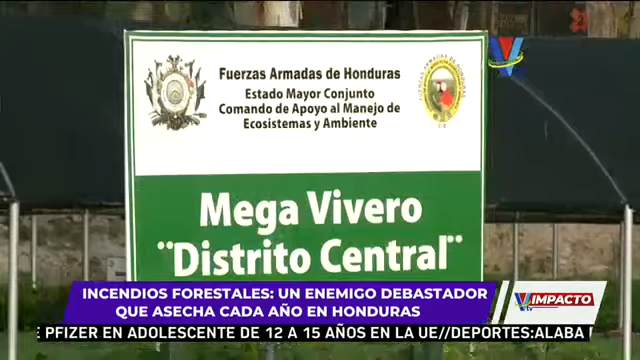 Fuerzas Armadas de Honduras
Estado Mayor Conjunto
Comando de Apoyo al Manejo de
Ecosistemas y Ambiente
Mega Vivero
¨Distrito Central¨
INCENDIOS FORESTALES: UN ENEMIGO DEBASTADOR
QUE ASECHA CADA AÑO EN HONDURAS
IMPACTO
E PFIZER EN ADOLESCENTE DE 12 A 15 AÑOS EN LA UE//DEPORTES:ALABA